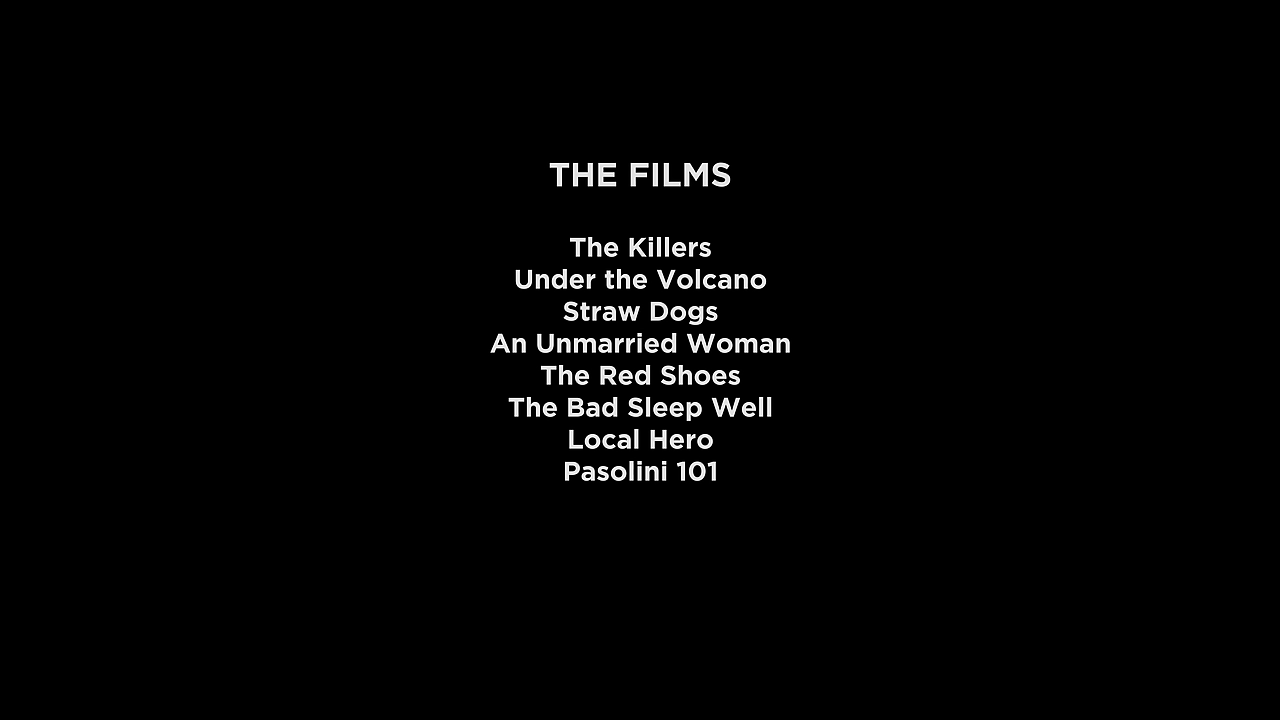 THE FILMS
The Killers
Under the Volcano
Straw Dogs
An Unmarried Woman
The Red Shoes
The Bad Sleep Well
Local Hero
Pasolini 101